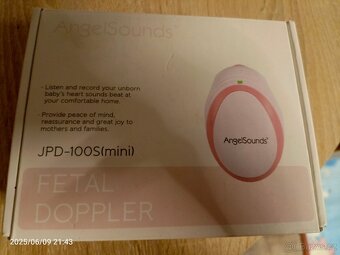 AngelSounds™
- Listen and record your unborn
baby's heart sounds beat at
your comfortable home.
- Provide peace of mind,
reassurance and great joy to
mothers and families.
AngelSounds
JPD-100S(mini)
FETAL
DOPPLER
2025/06/09 21:43